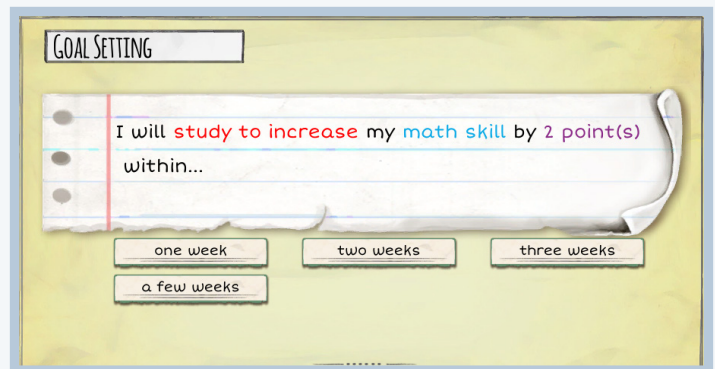 GOAL SETTING
I will study to increase my math skill by 2 point(s)
within...
one week
two weeks
three weeks
a few weeks